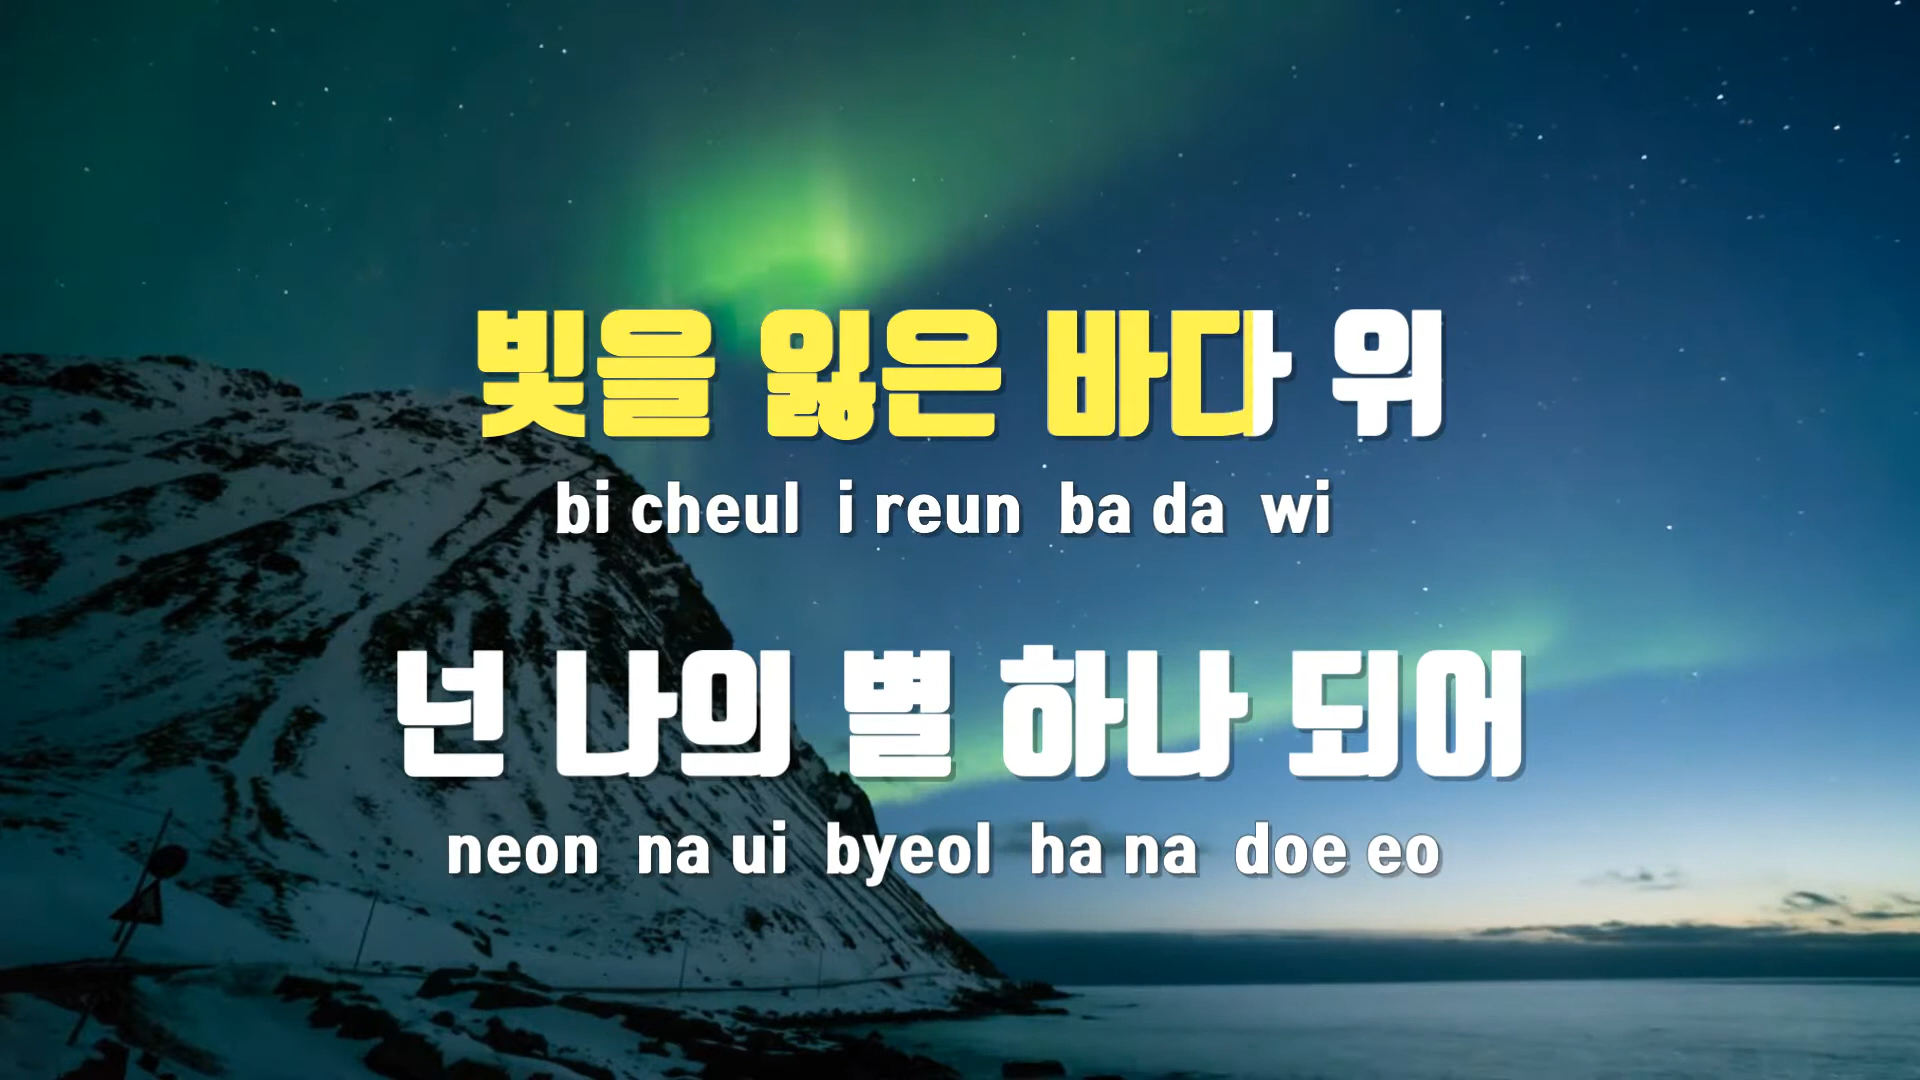 빛을 잃은 바다 위
bi cheul i reun ba da wi
넌 나의 별 하나 되어
neon na ui byeol ha na doe eo